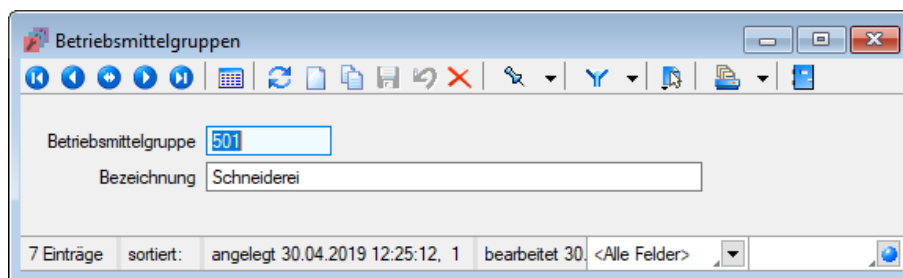 Betriebsmittelgruppen
Betriebsmittelgruppe 501
Bezeichnung Schneiderei
7 Einträge sortiert: angelegt 30.04.2019 12:25:12, 1 bearbeitet 30. <Alle Felder>